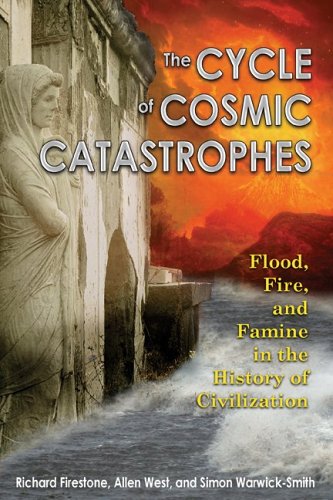 The CYCLE
of COSMIC
CATASTROPHES
Flood,
Fire,
and
Famine
in the
History of
Civilization
Richard Firestone, Allen West, and Simon Warwick-Smith